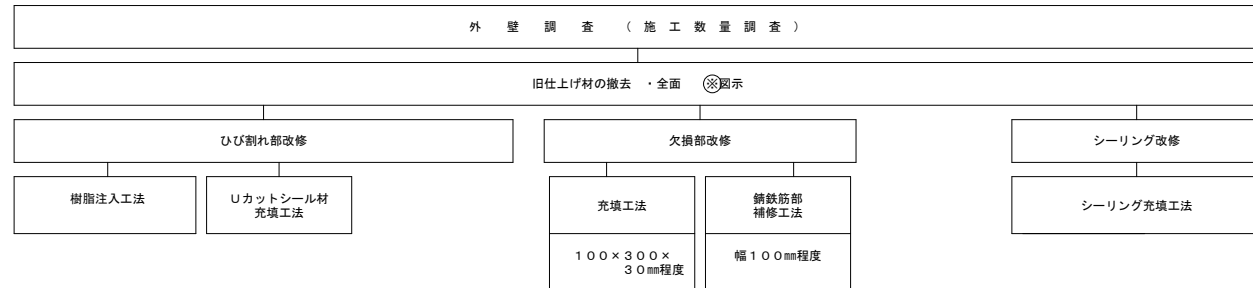 外　壁　調　査　（ 施 工 数 量 調 査 ）
旧仕上げ材の撤去　・全面　※図示
ひび割れ部改修
欠損部改修
シーリング改修
樹脂注入工法
Ｕカットシール材
充填工法
充填工法
錆鉄筋部
補修工法
シーリング充填工法
１００×３００×
３０㎜程度
幅１００㎜程度